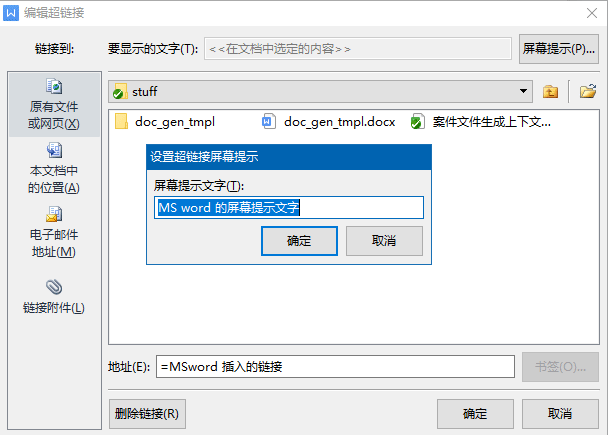 编辑超链接
链接到:
要显示的文字(T):
<<在文档中选定的内容>>
屏幕提示(P)...
原有文件
或网页(X)
本文档中
的位置(A)
电子邮件
地址(M)
链接附件(L)
stuff
doc_gen_tmpl
doc_gen_tmpl.docx
案件文件生成上下文...
设置超链接屏幕提示
屏幕提示文字(T):
MS word 的屏幕提示文字
确定
取消
地址(E):
=MSword 插入的链接
书签(O)...
删除链接(R)
确定
取消